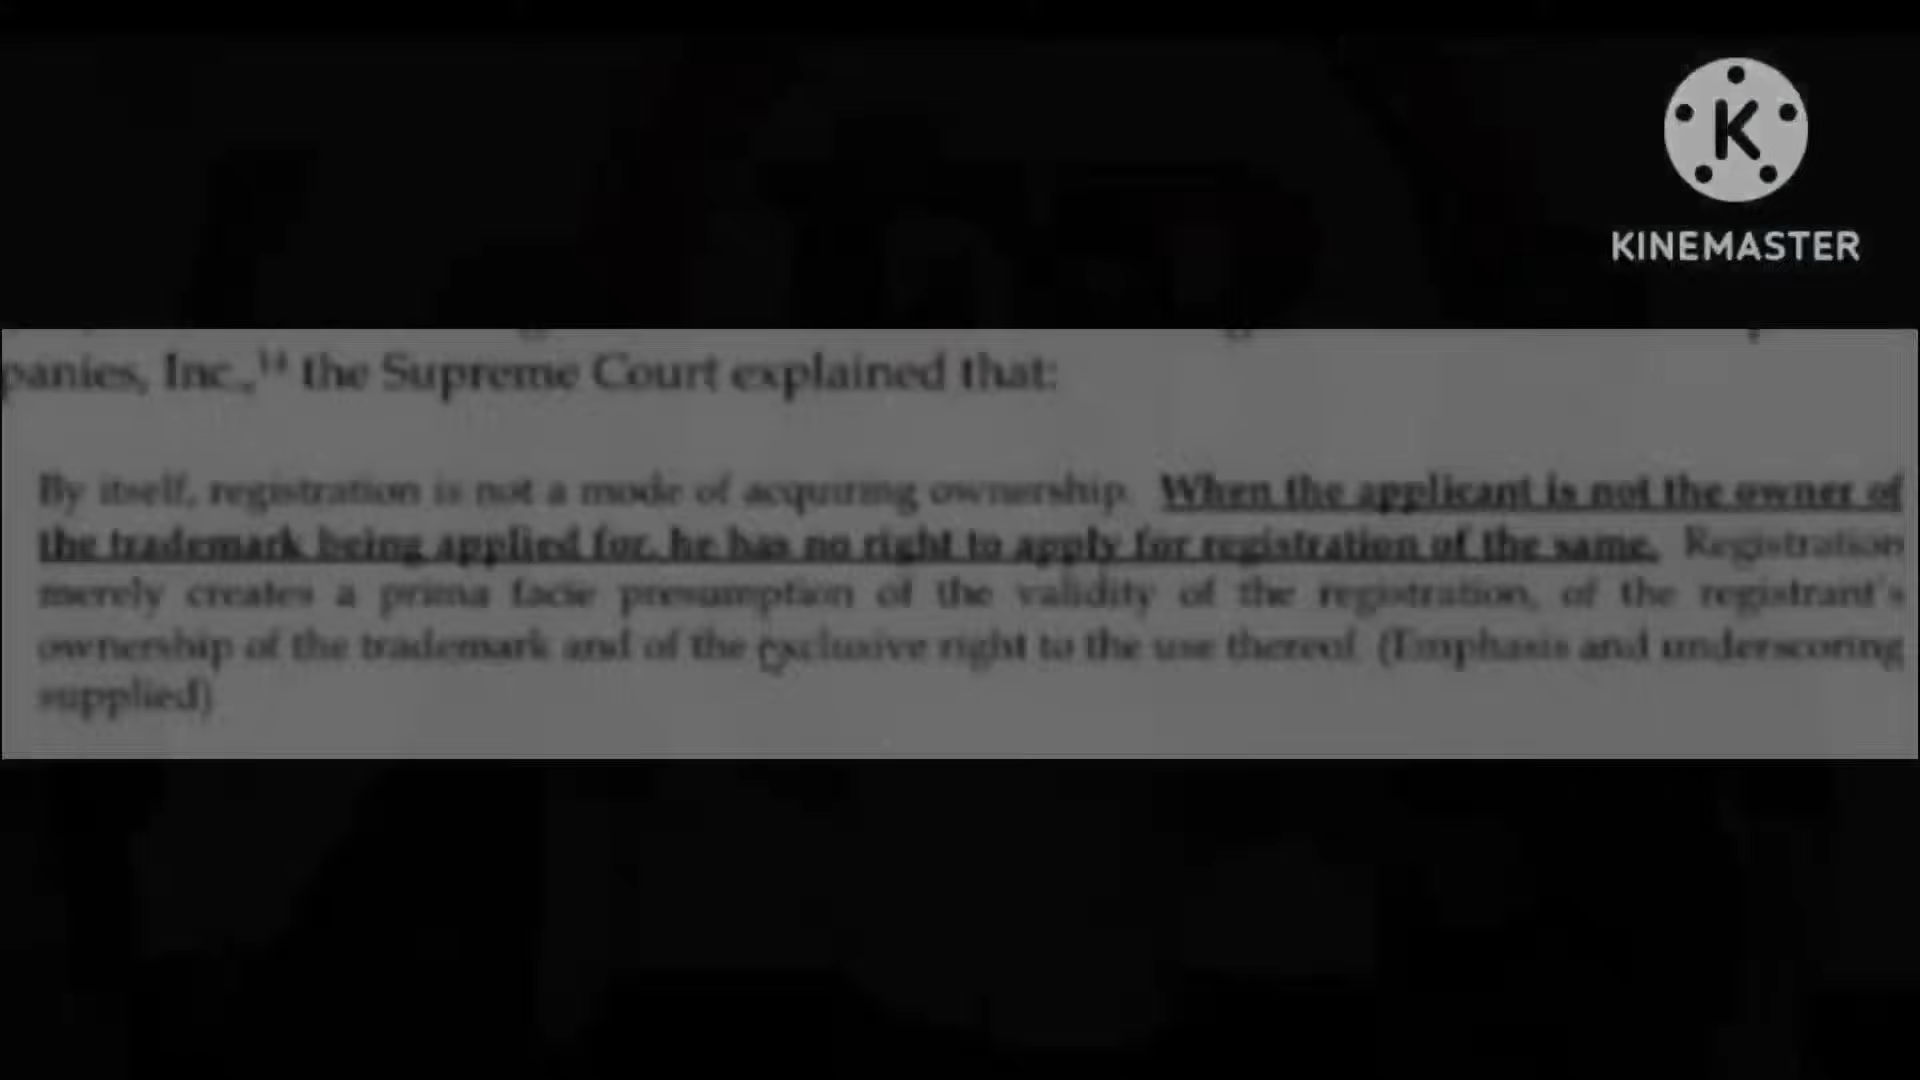 KINEMASTER
panies, Inc.,¹⁴ the Supreme Court explained that:
By itself, registration is not a mode of acquiring ownership. When the applicant is not the owner of
the trademark being applied for, he has no right to apply for registration of the same. Registration
merely creates a prima facie presumption of the validity of the registration, of the registrant's
ownership of the trademark and of the exclusive right to the use thereof. (Emphasis and underscoring
supplied)